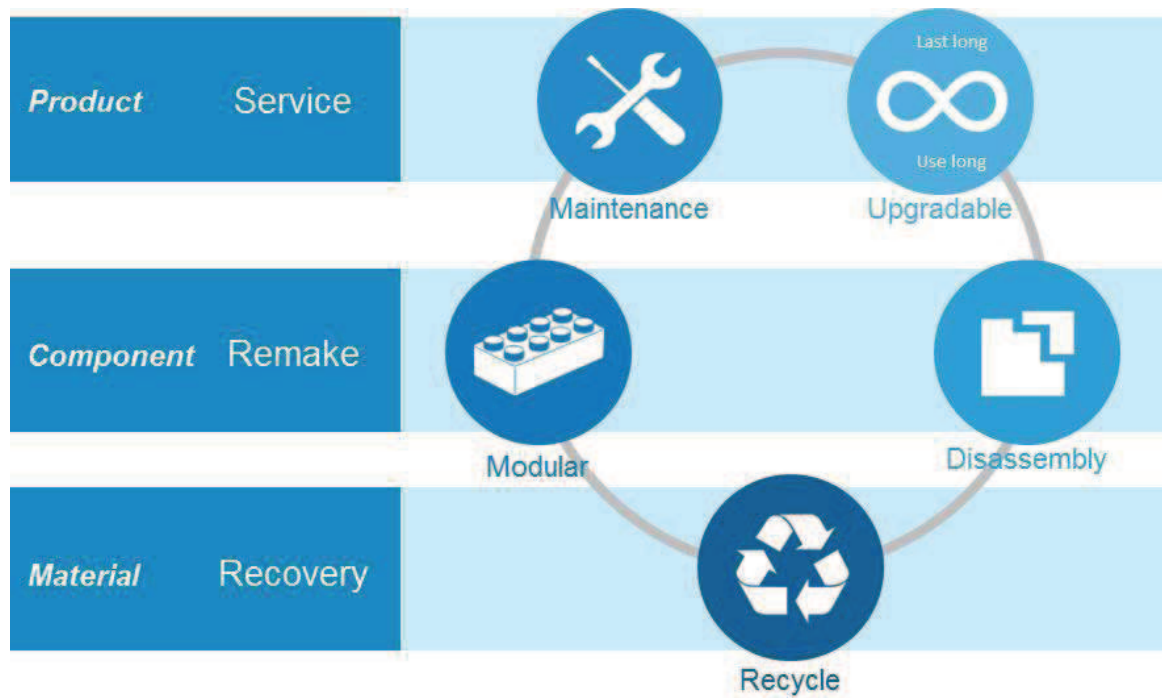 Product Service
Last long
Use long
Maintenance
Upgradable
Component Remake
Modular
Disassembly
Material Recovery
Recycle